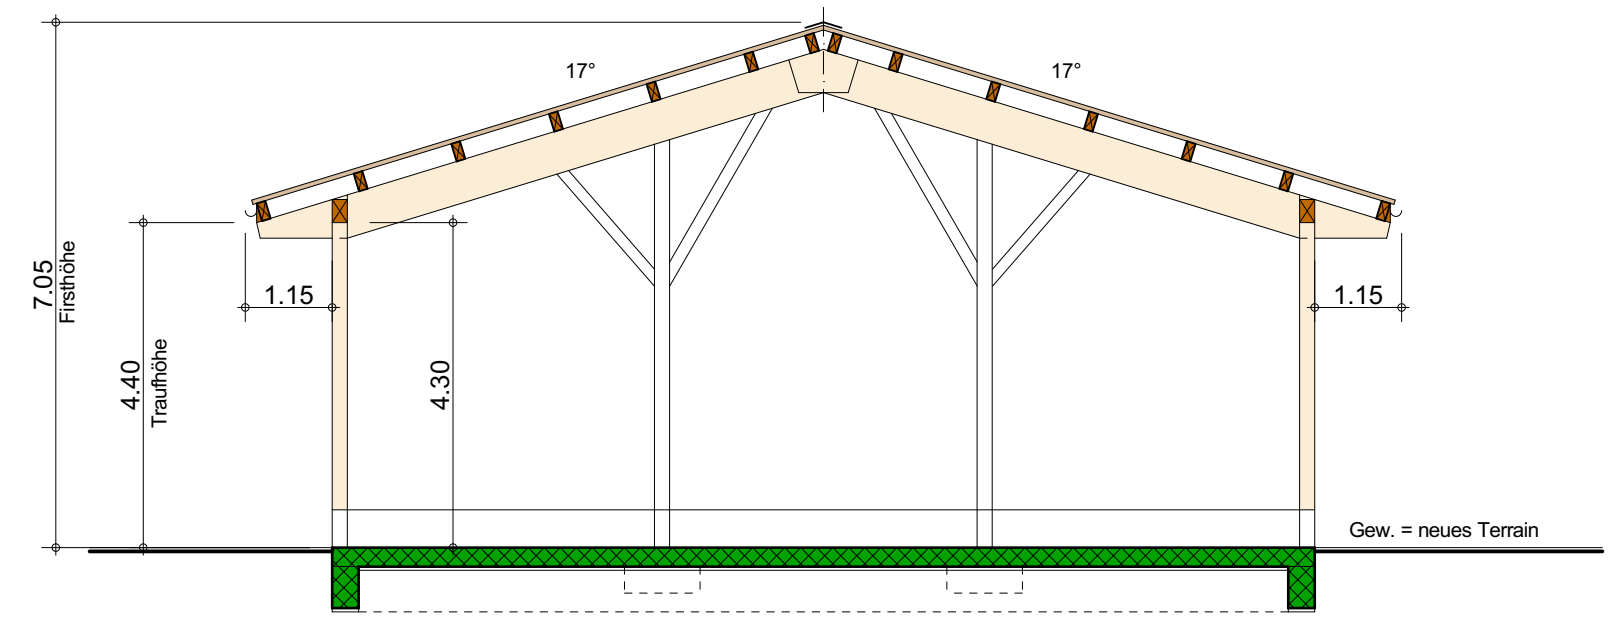 17°
17°
7.05
Firsthöhe
1.15
1.15
4.40
Traufhöhe
4.30
Gew. = neues Terrain